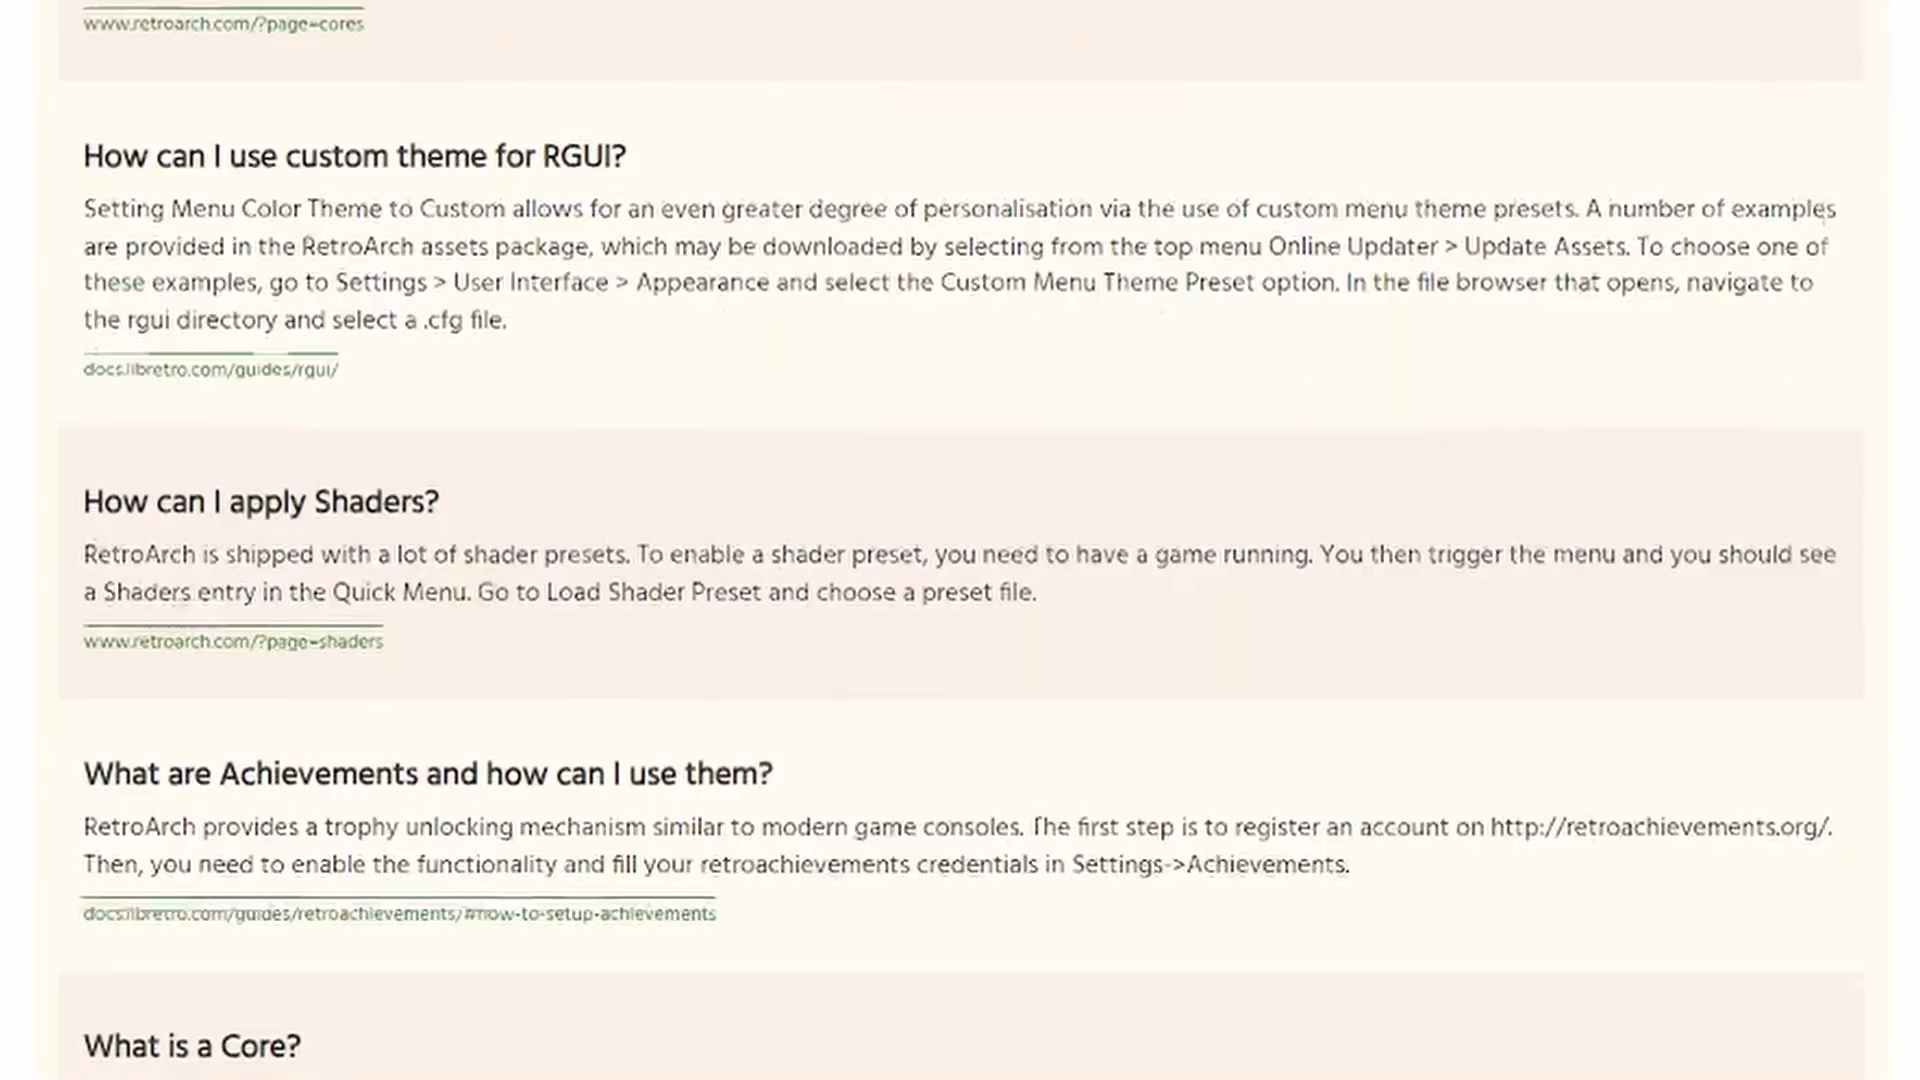 www.retroarch.com/?page=cores
How can I use custom theme for RGUI?
Setting Menu Color Theme to Custom allows for an even greater degree of personalisation via the use of custom menu theme presets. A number of examples
are provided in the RetroArch assets package, which may be downloaded by selecting from the top menu Online Updater > Update Assets. To choose one of
these examples, go to Settings > User Interface > Appearance and select the Custom Menu Theme Preset option. In the file browser that opens, navigate to
the rgui directory and select a .cfg file.
docs.libretro.com/guides/rgui/
How can I apply Shaders?
RetroArch is shipped with a lot of shader presets. To enable a shader preset, you need to have a game running. You then trigger the menu and you should see
a Shaders entry in the Quick Menu. Go to Load Shader Preset and choose a preset file.
www.retroarch.com/?page=shaders
What are Achievements and how can I use them?
RetroArch provides a trophy unlocking mechanism similar to modern game consoles. The first step is to register an account on http://retroachievements.org/.
Then, you need to enable the functionality and fill your retroachievements credentials in Settings->Achievements.
docs.libretro.com/guides/retroachievements/#how-to-setup-achievements
What is a Core?